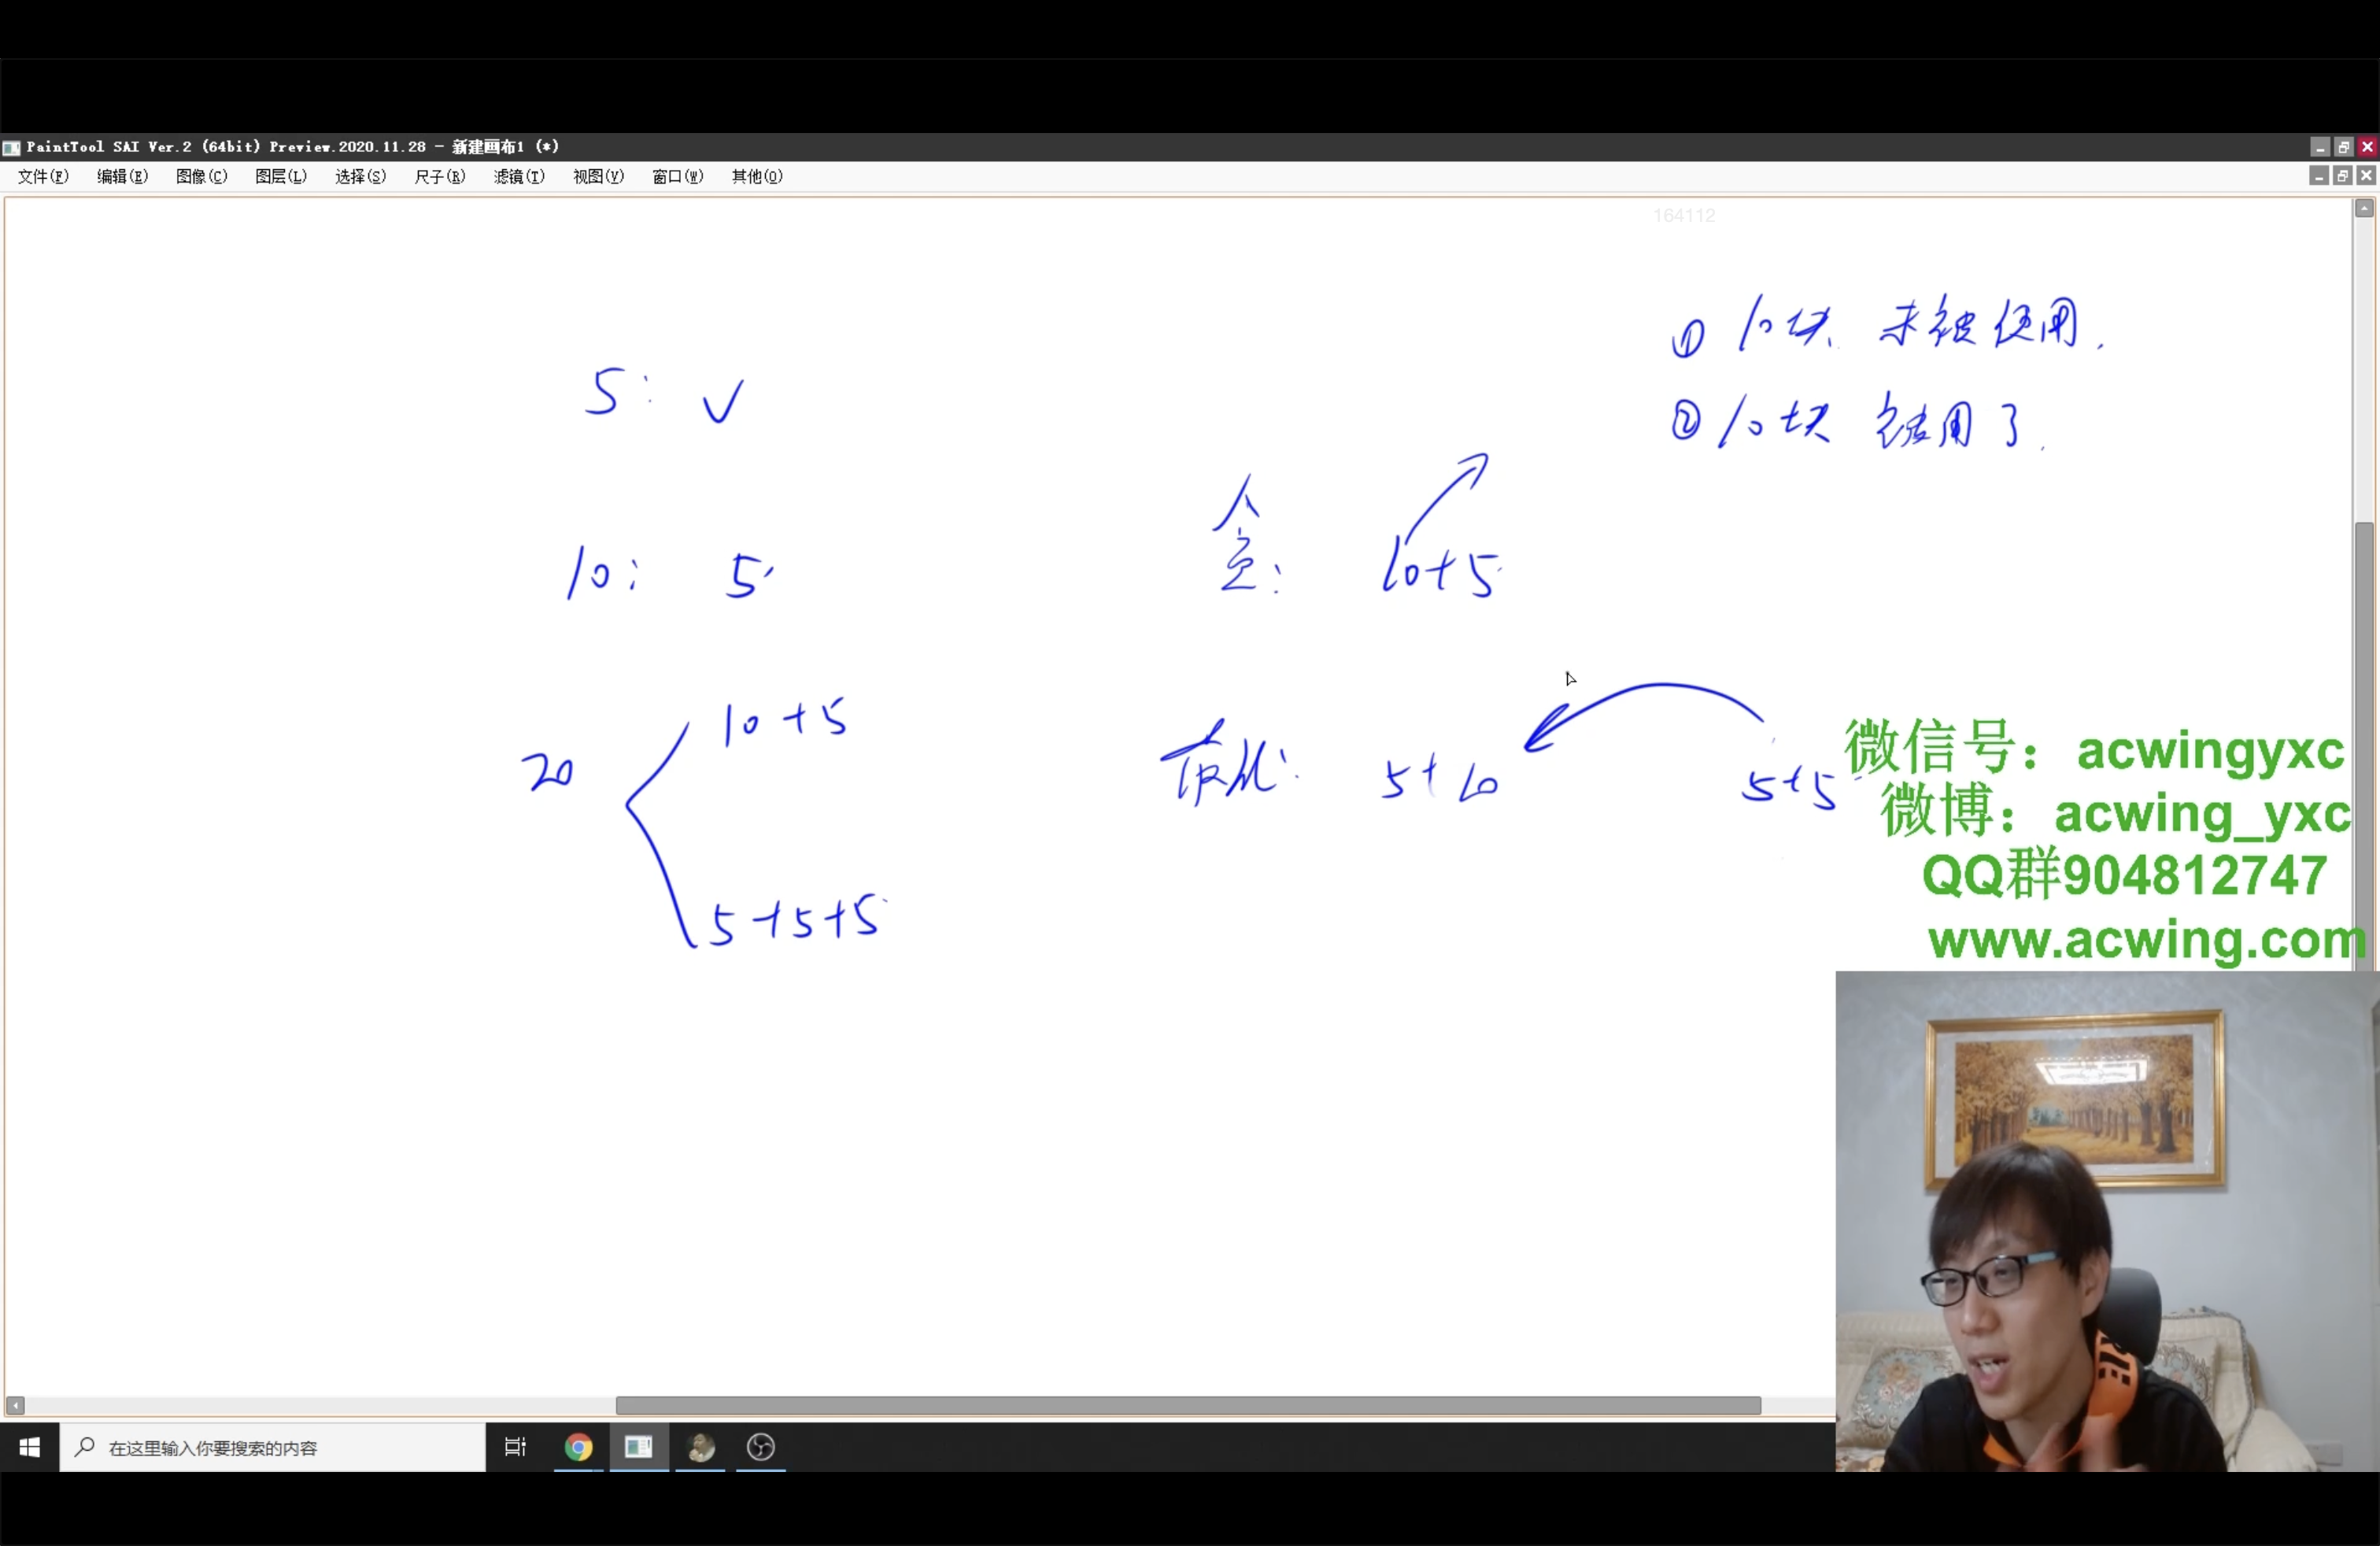 PaintTool SAI Ver.2 (64bit) Preview.2020.11.28 - 新建画布1 (*)
文件(F) 编辑(E) 图像(C) 图层(L) 选择(S) 尺子(R) 滤镜(T) 视图(V) 窗口(W) 其他(O)
164112
5: ✓
10: 5
20
10+5
5+5+5
① 10块 未被使用.
② 10块 被用了.
贪: 10+5
最优: 5+10
5+5
微信号：acwingyxc
微博：acwing_yxc
QQ群904812747
www.acwing.com
在这里输入你要搜索的内容